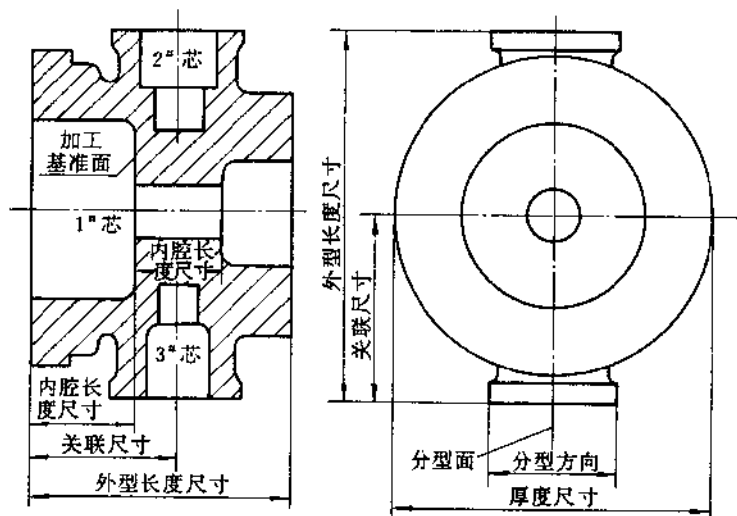 2#芯
加工
基准面
1#芯
内腔长
度尺寸
3#芯
内腔长
度尺寸
关联尺寸
外型长度尺寸
外型长度尺寸
关联尺寸
分型面
分型方向
厚度尺寸